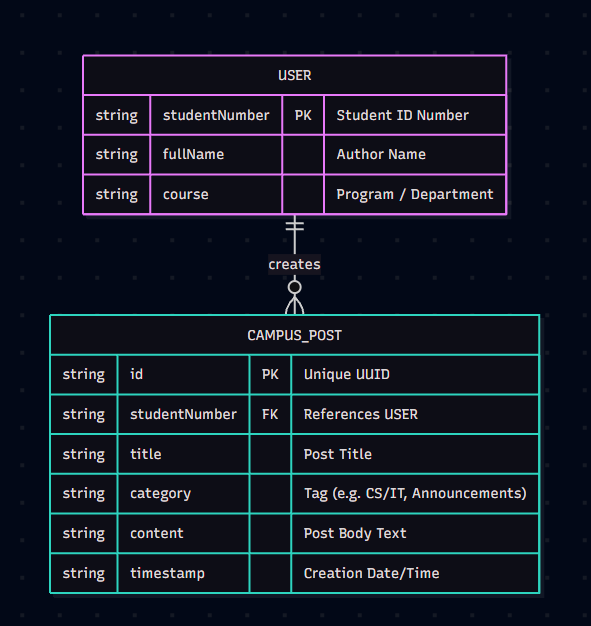 USER
string studentNumber PK Student ID Number
string fullName Author Name
string course Program / Department
creates
CAMPUS_POST
string id PK Unique UUID
string studentNumber FK References USER
string title Post Title
string category Tag (e.g. CS/IT, Announcements)
string content Post Body Text
string timestamp Creation Date/Time